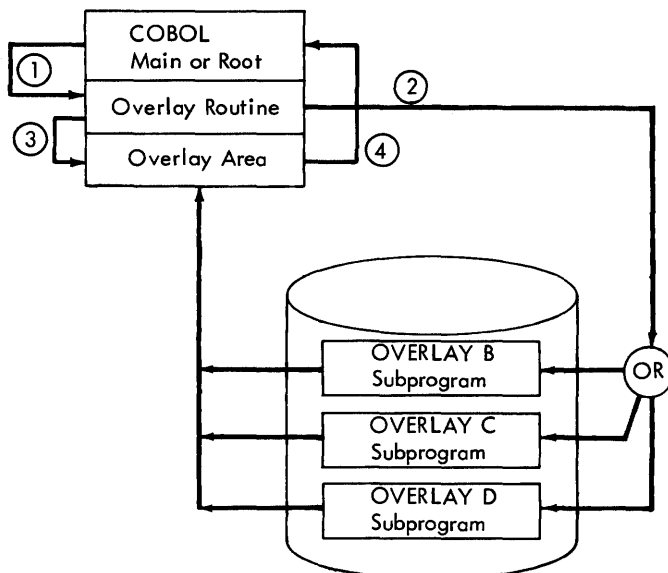 COBOL
Main or Root
1
2
Overlay Routine
3
Overlay Area
4
OVERLAY B
Subprogram
OR
OVERLAY C
Subprogram
OVERLAY D
Subprogram